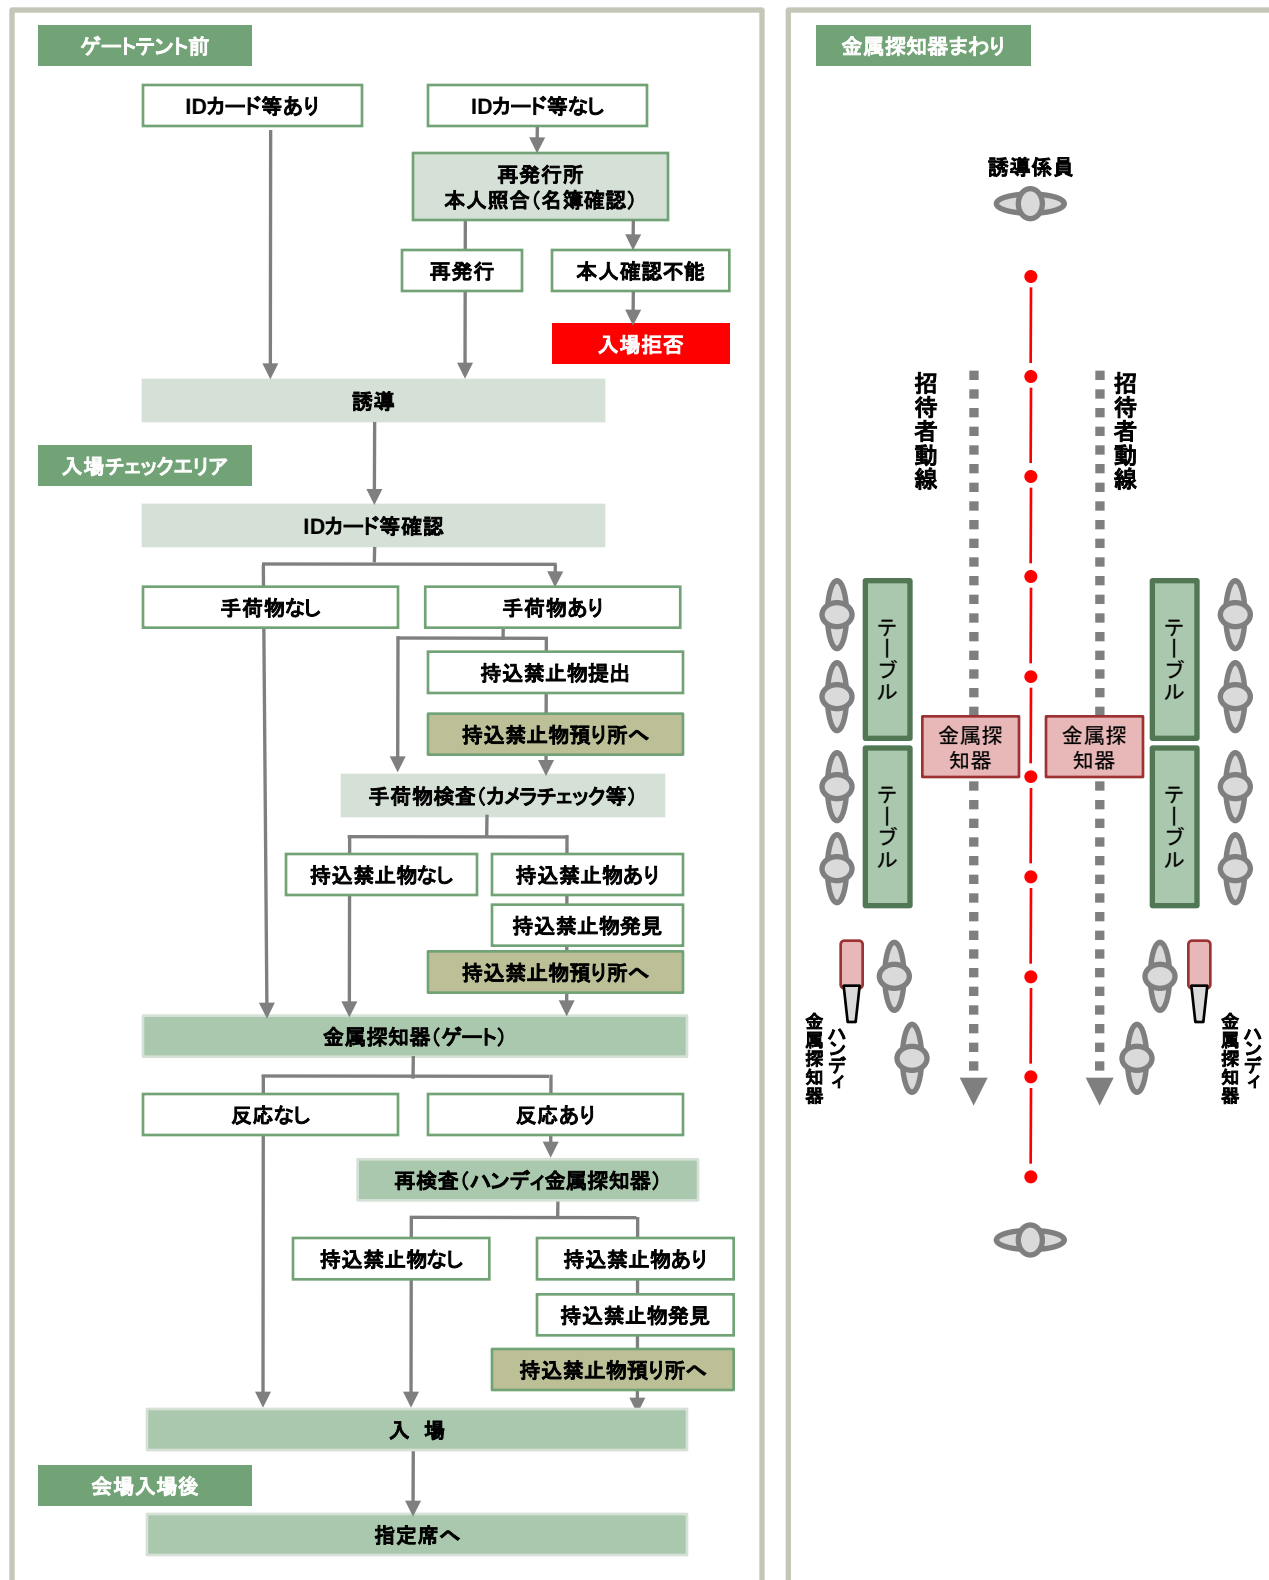 ゲートテント前
IDカード等あり
IDカード等なし
再発行所
本人照合(名簿確認)
再発行
本人確認不能
入場拒否
誘導
入場チェックエリア
IDカード等確認
手荷物なし
手荷物あり
持込禁止物提出
持込禁止物預り所へ
手荷物検査(カメラチェック等)
持込禁止物なし
持込禁止物あり
持込禁止物発見
持込禁止物預り所へ
金属探知器(ゲート)
反応なし
反応あり
再検査(ハンディ金属探知器)
持込禁止物なし
持込禁止物あり
持込禁止物発見
持込禁止物預り所へ
入 場
会場入場後
指定席へ
金属探知器まわり
誘導係員
招待者動線
招待者動線
テーブル
テーブル
金属探
知器
金属探
知器
テーブル
テーブル
ハンディ
金属探知器
ハンディ
金属探知器